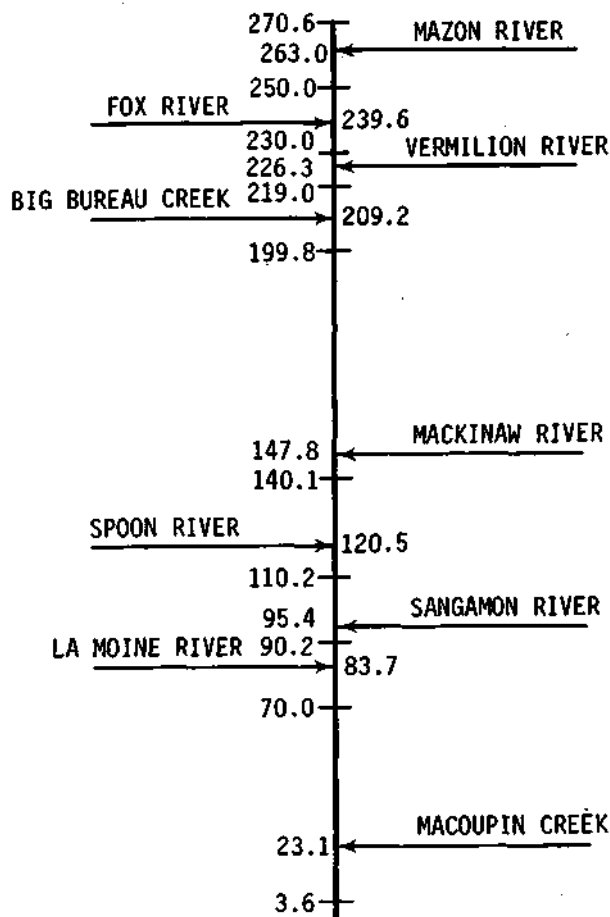 270.6 MAZON RIVER
263.0
250.0
FOX RIVER 239.6
230.0 VERMILION RIVER
226.3
219.0
BIG BUREAU CREEK 209.2
199.8
MACKINAW RIVER
147.8
140.1
SPOON RIVER 120.5
110.2
95.4 SANGAMON RIVER
LA MOINE RIVER 90.2 83.7
70.0
MACOUPIN CREEK
23.1
3.6